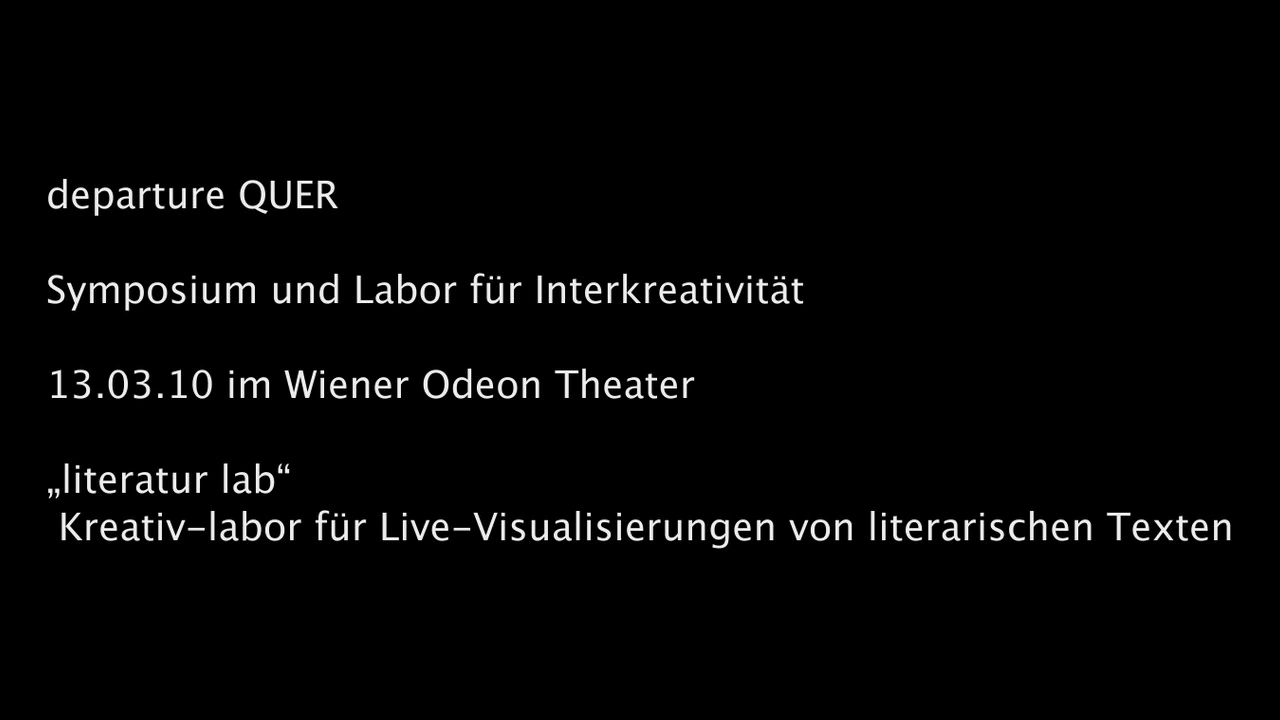 departure QUER
Symposium und Labor für Interkreativität
13.03.10 im Wiener Odeon Theater
„literatur lab“
Kreativ-labor für Live-Visualisierungen von literarischen Texten